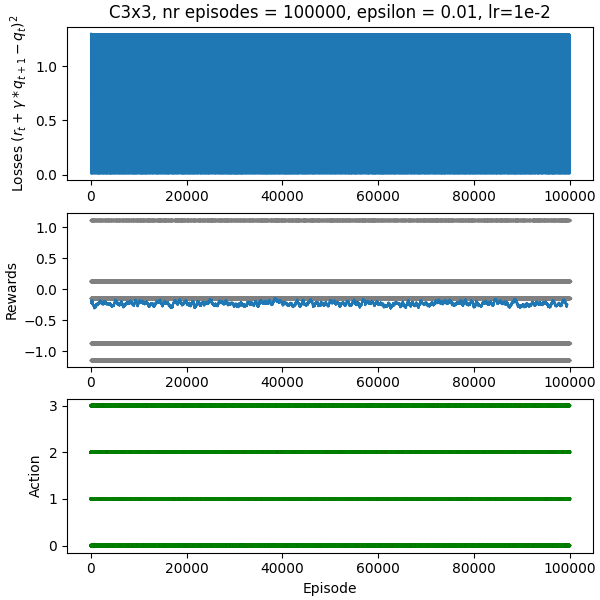 C3x3, nr episodes = 100000, epsilon = 0.01, lr=1e-2
Losses $(r_t + \gamma * q_{t+1} - q_t)^2$
1.0
0.5
0.0
0 20000 40000 60000 80000 100000
Rewards
1.0
0.5
0.0
−0.5
−1.0
0 20000 40000 60000 80000 100000
Action
3
2
1
0
0 20000 40000 60000 80000 100000
Episode